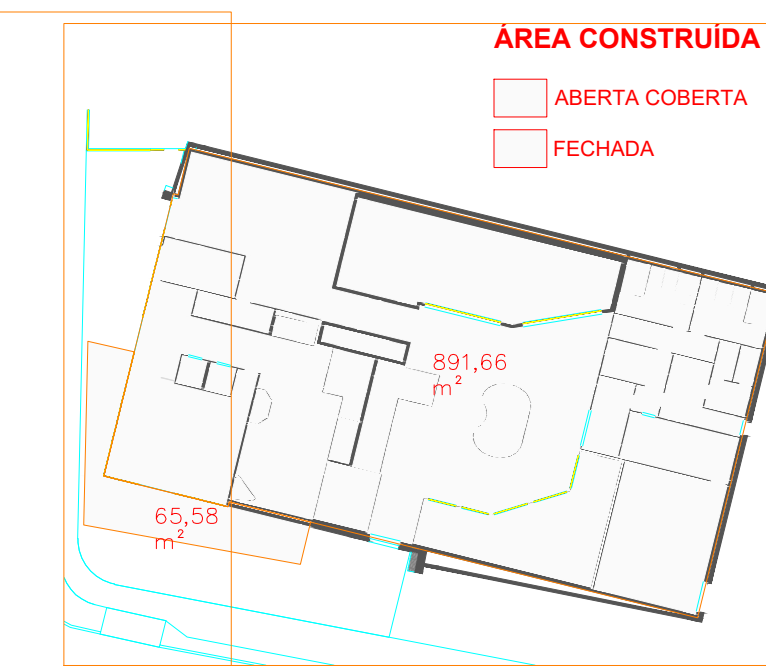 ÁREA CONSTRUÍDA
ABERTA COBERTA
FECHADA
891,66
m²
65,58
m²